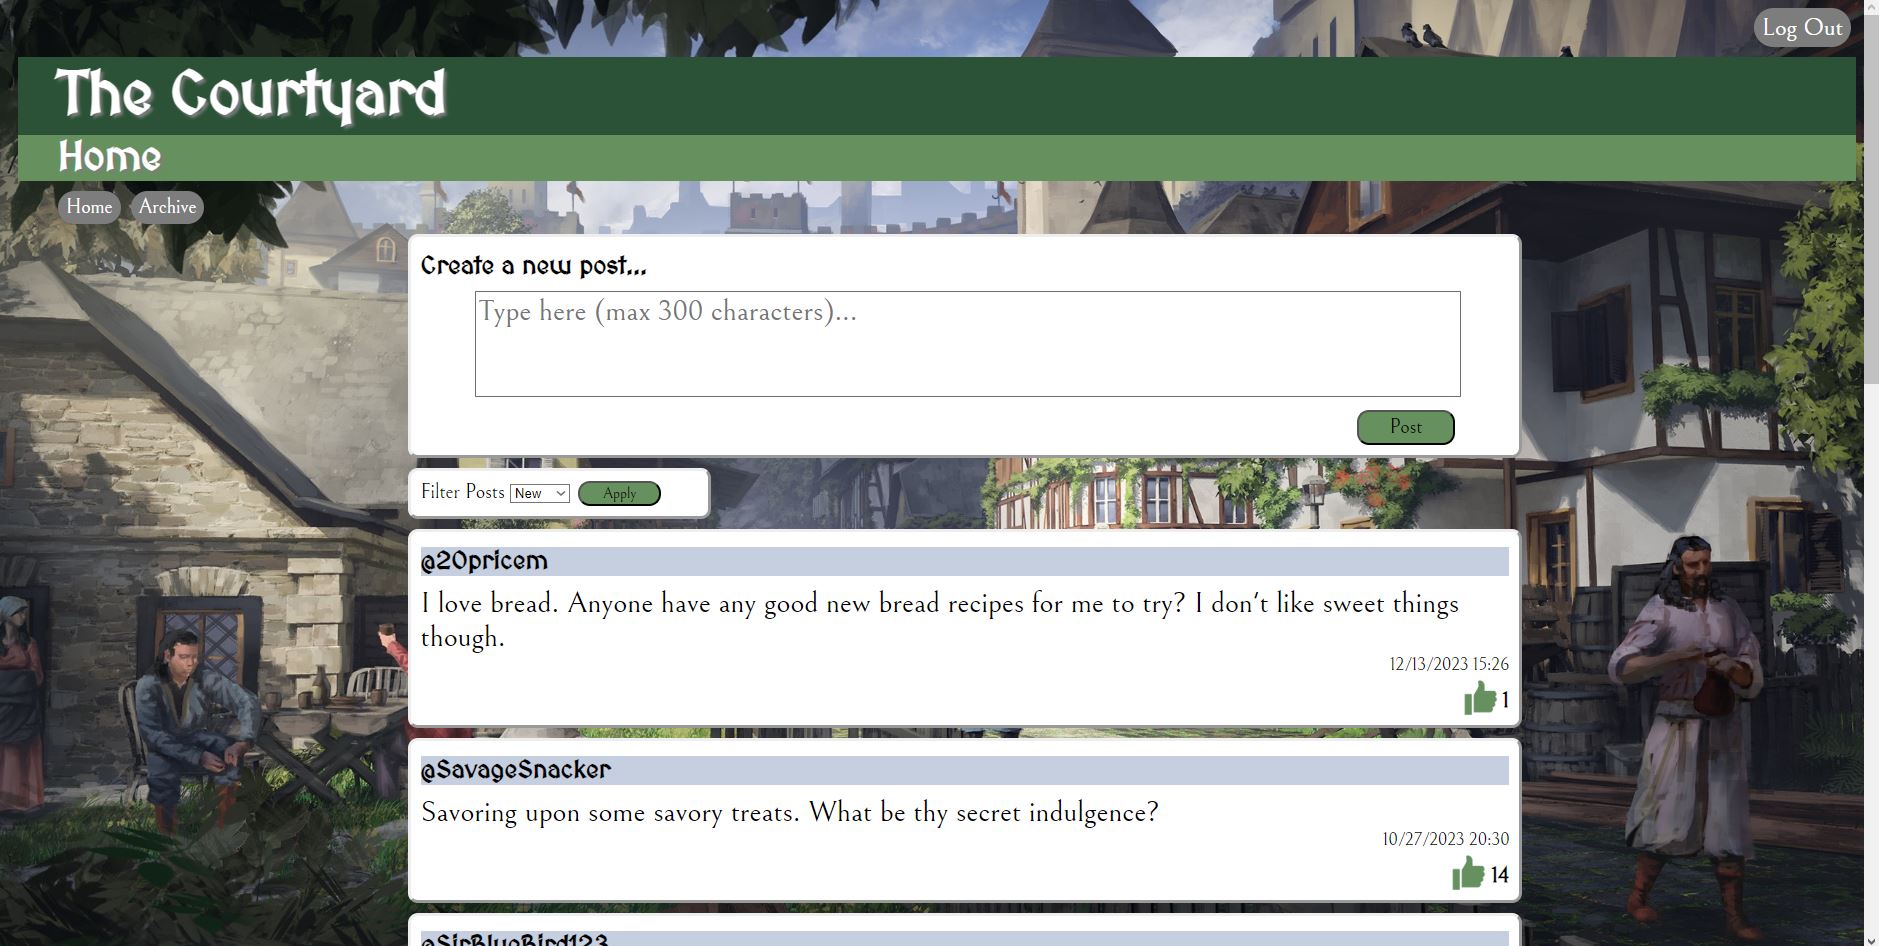 Log Out
The Courtyard
Home
Home
Archive
Create a new post...
Type here (max 300 characters)...
Post
Filter Posts New Apply
@20pricem
I love bread. Anyone have any good new bread recipes for me to try? I don't like sweet things
though.
12/13/2023 15:26
1
@SavageSnacker
Savoring upon some savory treats. What be thy secret indulgence?
10/27/2023 20:30
14
@SirBlueBird123